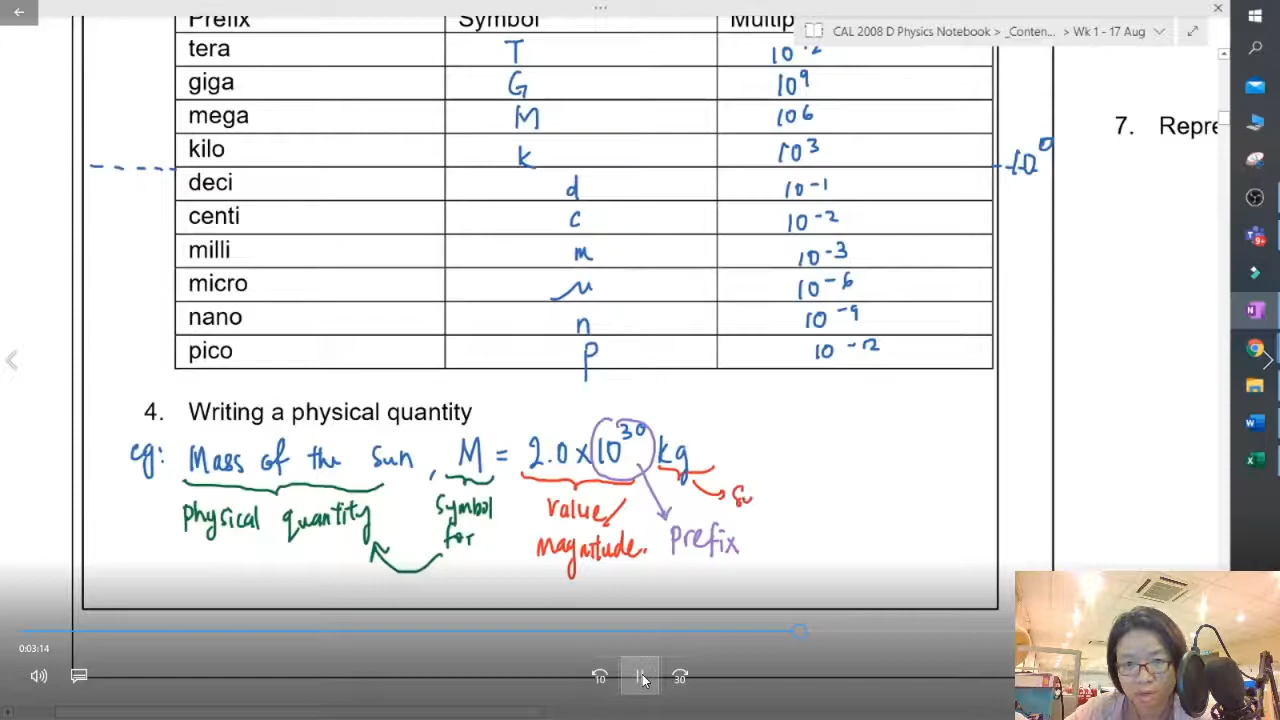 Prefix Symbol
CAL 2008 D Physics Notebook > _Conten... > Wk 1 - 17 Aug
tera T
giga G 10⁹
mega M 10⁶
kilo k 10³
10⁰
deci d 10⁻¹
centi c 10⁻²
milli m 10⁻³
micro μ 10⁻⁶
nano n 10⁻⁹
pico p 10⁻¹²
7.
4. Writing a physical quantity
eg: Mass of the sun, M = 2.0 × 10³⁰ kg
physical quantity symbol for value magnitude.. prefix
0:03:14
10 30
9+